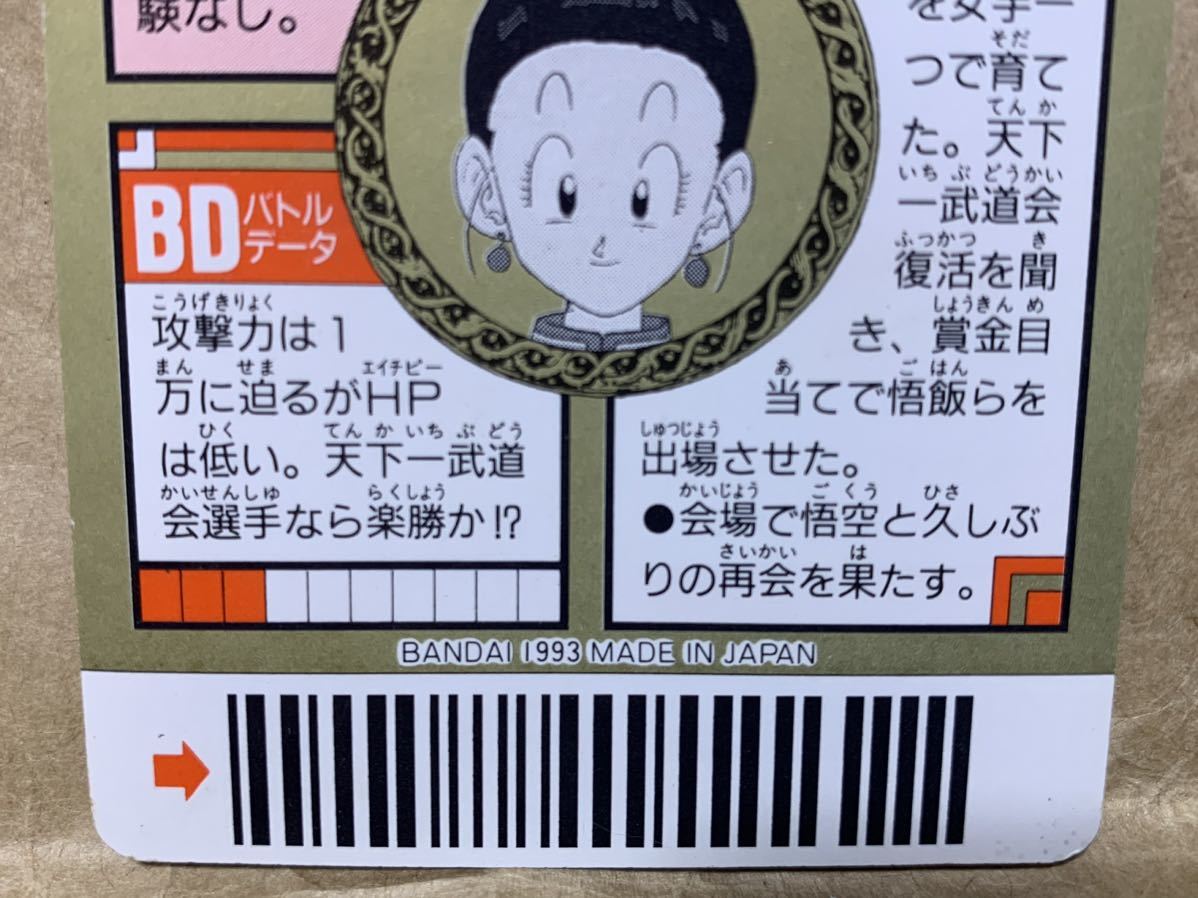 験なし。
BD バトル
データ
攻撃力は1
万に迫るがHP
は低い。天下一武道
会選手なら楽勝か!?
を女手一
つで育て
た。天下
一武道会
復活を聞
き、賞金目
当てで悟飯らを
出場させた。
●会場で悟空と久しぶ
りの再会を果たす。
BANDAI 1993 MADE IN JAPAN